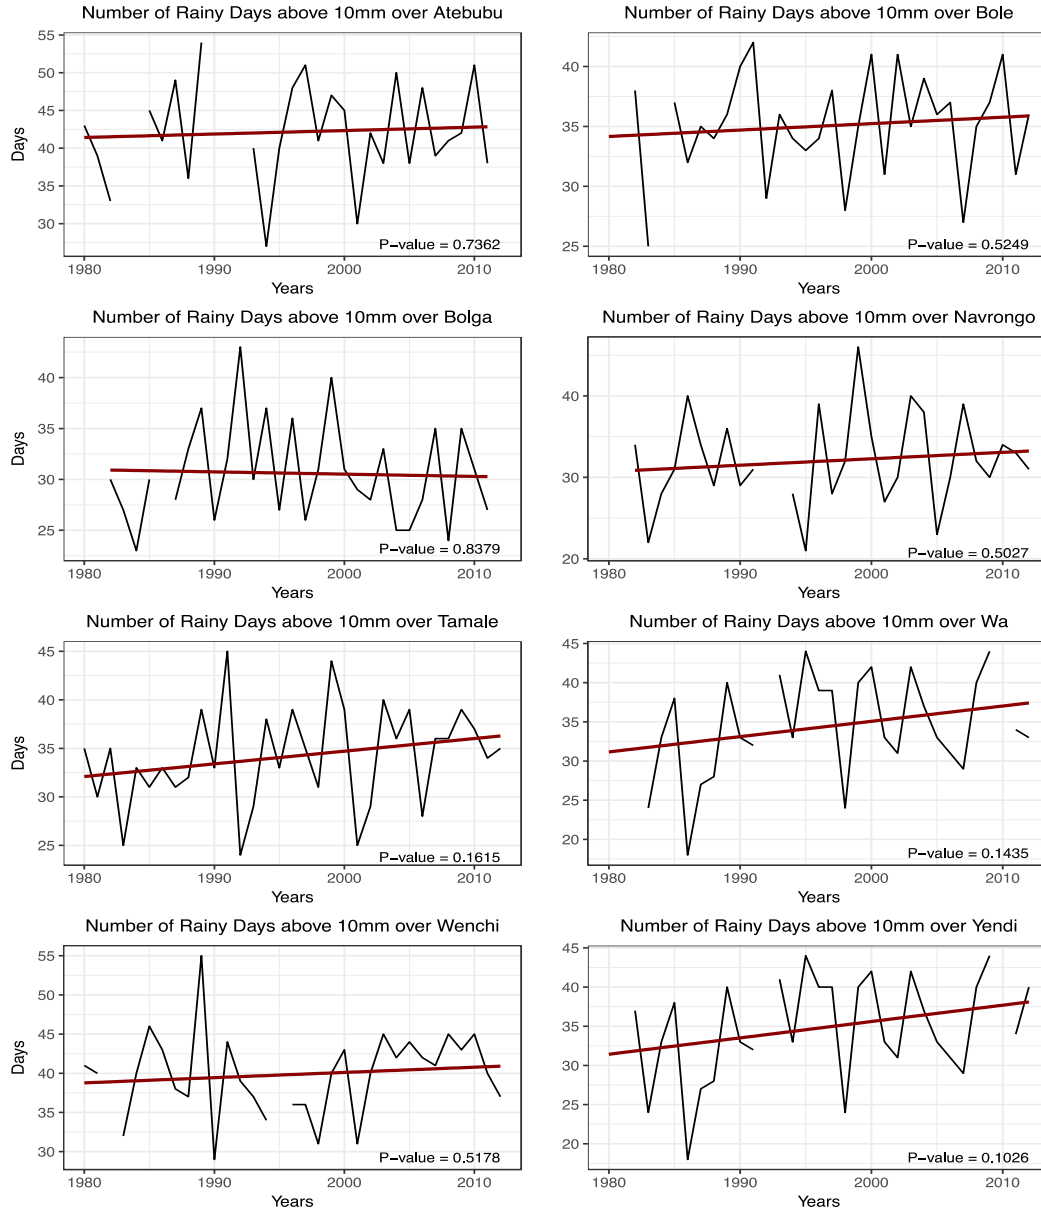 Number of Rainy Days above 10mm over Atebubu
Days
55
50
45
40
35
30
P-value = 0.7362
1980
1990
2000
2010
Years
Number of Rainy Days above 10mm over Bole
40
35
30
25
P-value = 0.5249
1980
1990
2000
2010
Years
Number of Rainy Days above 10mm over Bolga
Days
40
35
30
25
P-value = 0.8379
1980
1990
2000
2010
Years
Number of Rainy Days above 10mm over Navrongo
40
30
20
P-value = 0.5027
1980
1990
2000
2010
Years
Number of Rainy Days above 10mm over Tamale
Days
45
40
35
30
25
P-value = 0.1615
1980
1990
2000
2010
Years
Number of Rainy Days above 10mm over Wa
45
40
35
30
25
20
P-value = 0.1435
1980
1990
2000
2010
Years
Number of Rainy Days above 10mm over Wenchi
Days
55
50
45
40
35
30
P-value = 0.5178
1980
1990
2000
2010
Years
Number of Rainy Days above 10mm over Yendi
45
40
35
30
25
20
P-value = 0.1026
1980
1990
2000
2010
Years